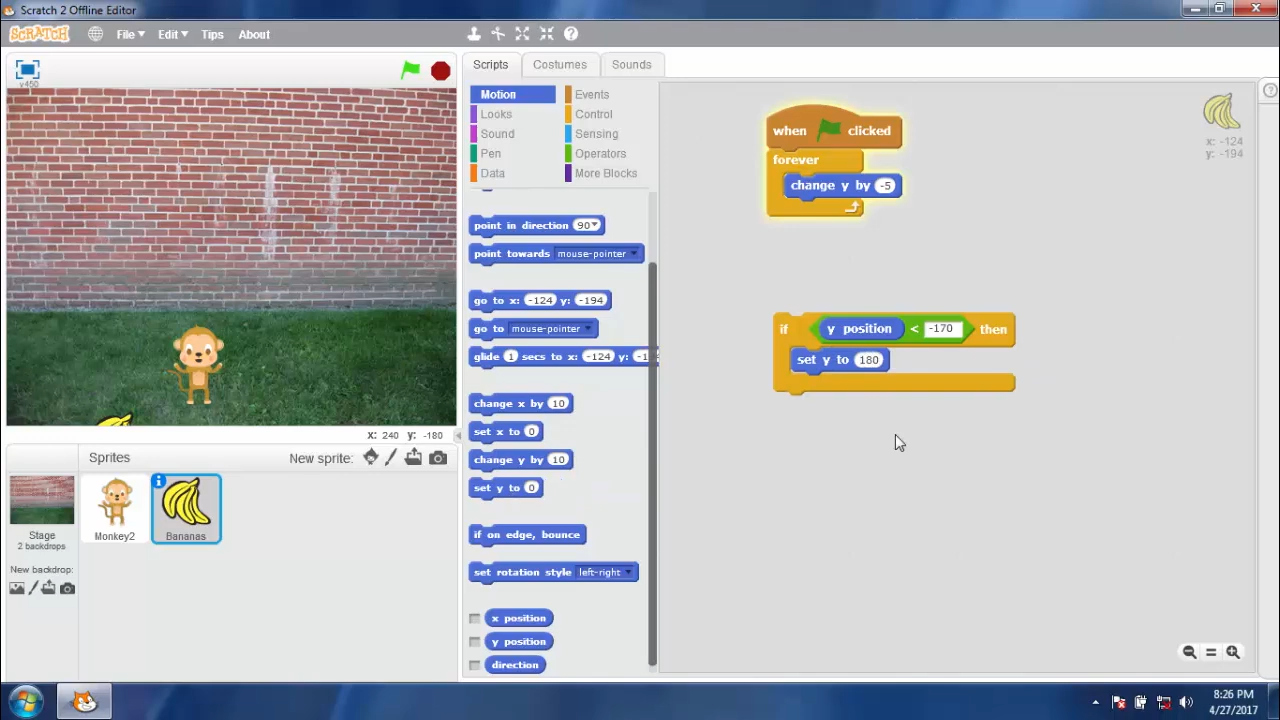 Scratch 2 Offline Editor
SCRATCH File Edit Tips About
v450
Scripts Costumes Sounds
Motion Events
Looks Control
Sound Sensing
Pen Operators
Data More Blocks
point in direction 90
point towards mouse-pointer
go to x: -124 y: -194
go to mouse-pointer
glide 1 secs to x: -124 y:
change x by 10
set x to 0
change y by 10
set y to 0
if on edge, bounce
set rotation style left-right
x position
y position
direction
when clicked
forever
change y by -5
if y position < -170 then
set y to 180
x: -124
y: -194
x: 240 y: -180
Sprites New sprite:
Stage
2 backdrops
New backdrop:
Monkey2
Bananas
8:26 PM
4/27/2017